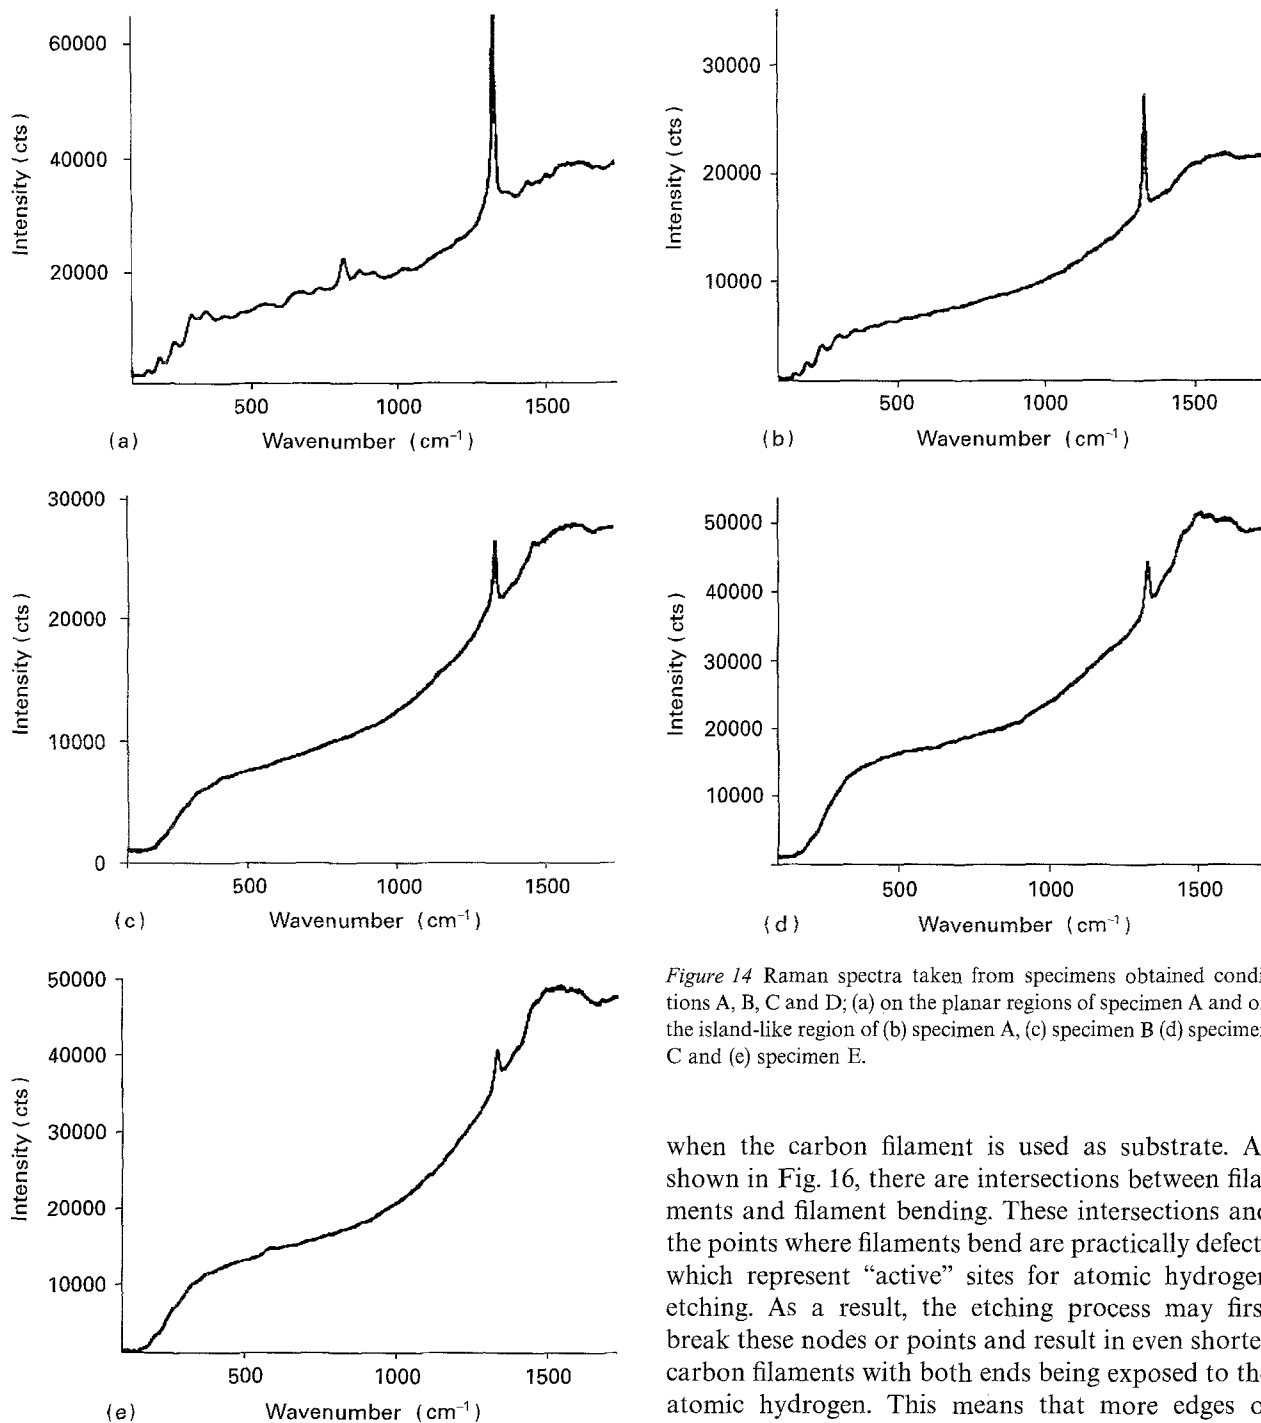 60000
40000
20000
Intensity (cts)
500 1000 1500
(a) Wavenumber (cm⁻¹)
30000
20000
10000
Intensity (cts)
500 1000 1500
(b) Wavenumber (cm⁻¹)
30000
20000
10000
0
Intensity (cts)
500 1000 1500
(c) Wavenumber (cm⁻¹)
50000
40000
30000
20000
10000
Intensity (cts)
500 1000 1500
(d) Wavenumber (cm⁻¹)
50000
40000
30000
20000
10000
Intensity (cts)
500 1000 1500
(e) Wavenumber (cm⁻¹)
Figure 14 Raman spectra taken from specimens obtained condi
tions A, B, C and D; (a) on the planar regions of specimen A and o
the island-like region of (b) specimen A, (c) specimen B (d) specime
C and (e) specimen E.
when the carbon filament is used as substrate. A
shown in Fig. 16, there are intersections between fila
ments and filament bending. These intersections and
the points where filaments bend are practically defect
which represent “active” sites for atomic hydrogen
etching. As a result, the etching process may firs
break these nodes or points and result in even shorte
carbon filaments with both ends being exposed to the
atomic hydrogen. This means that more edges o